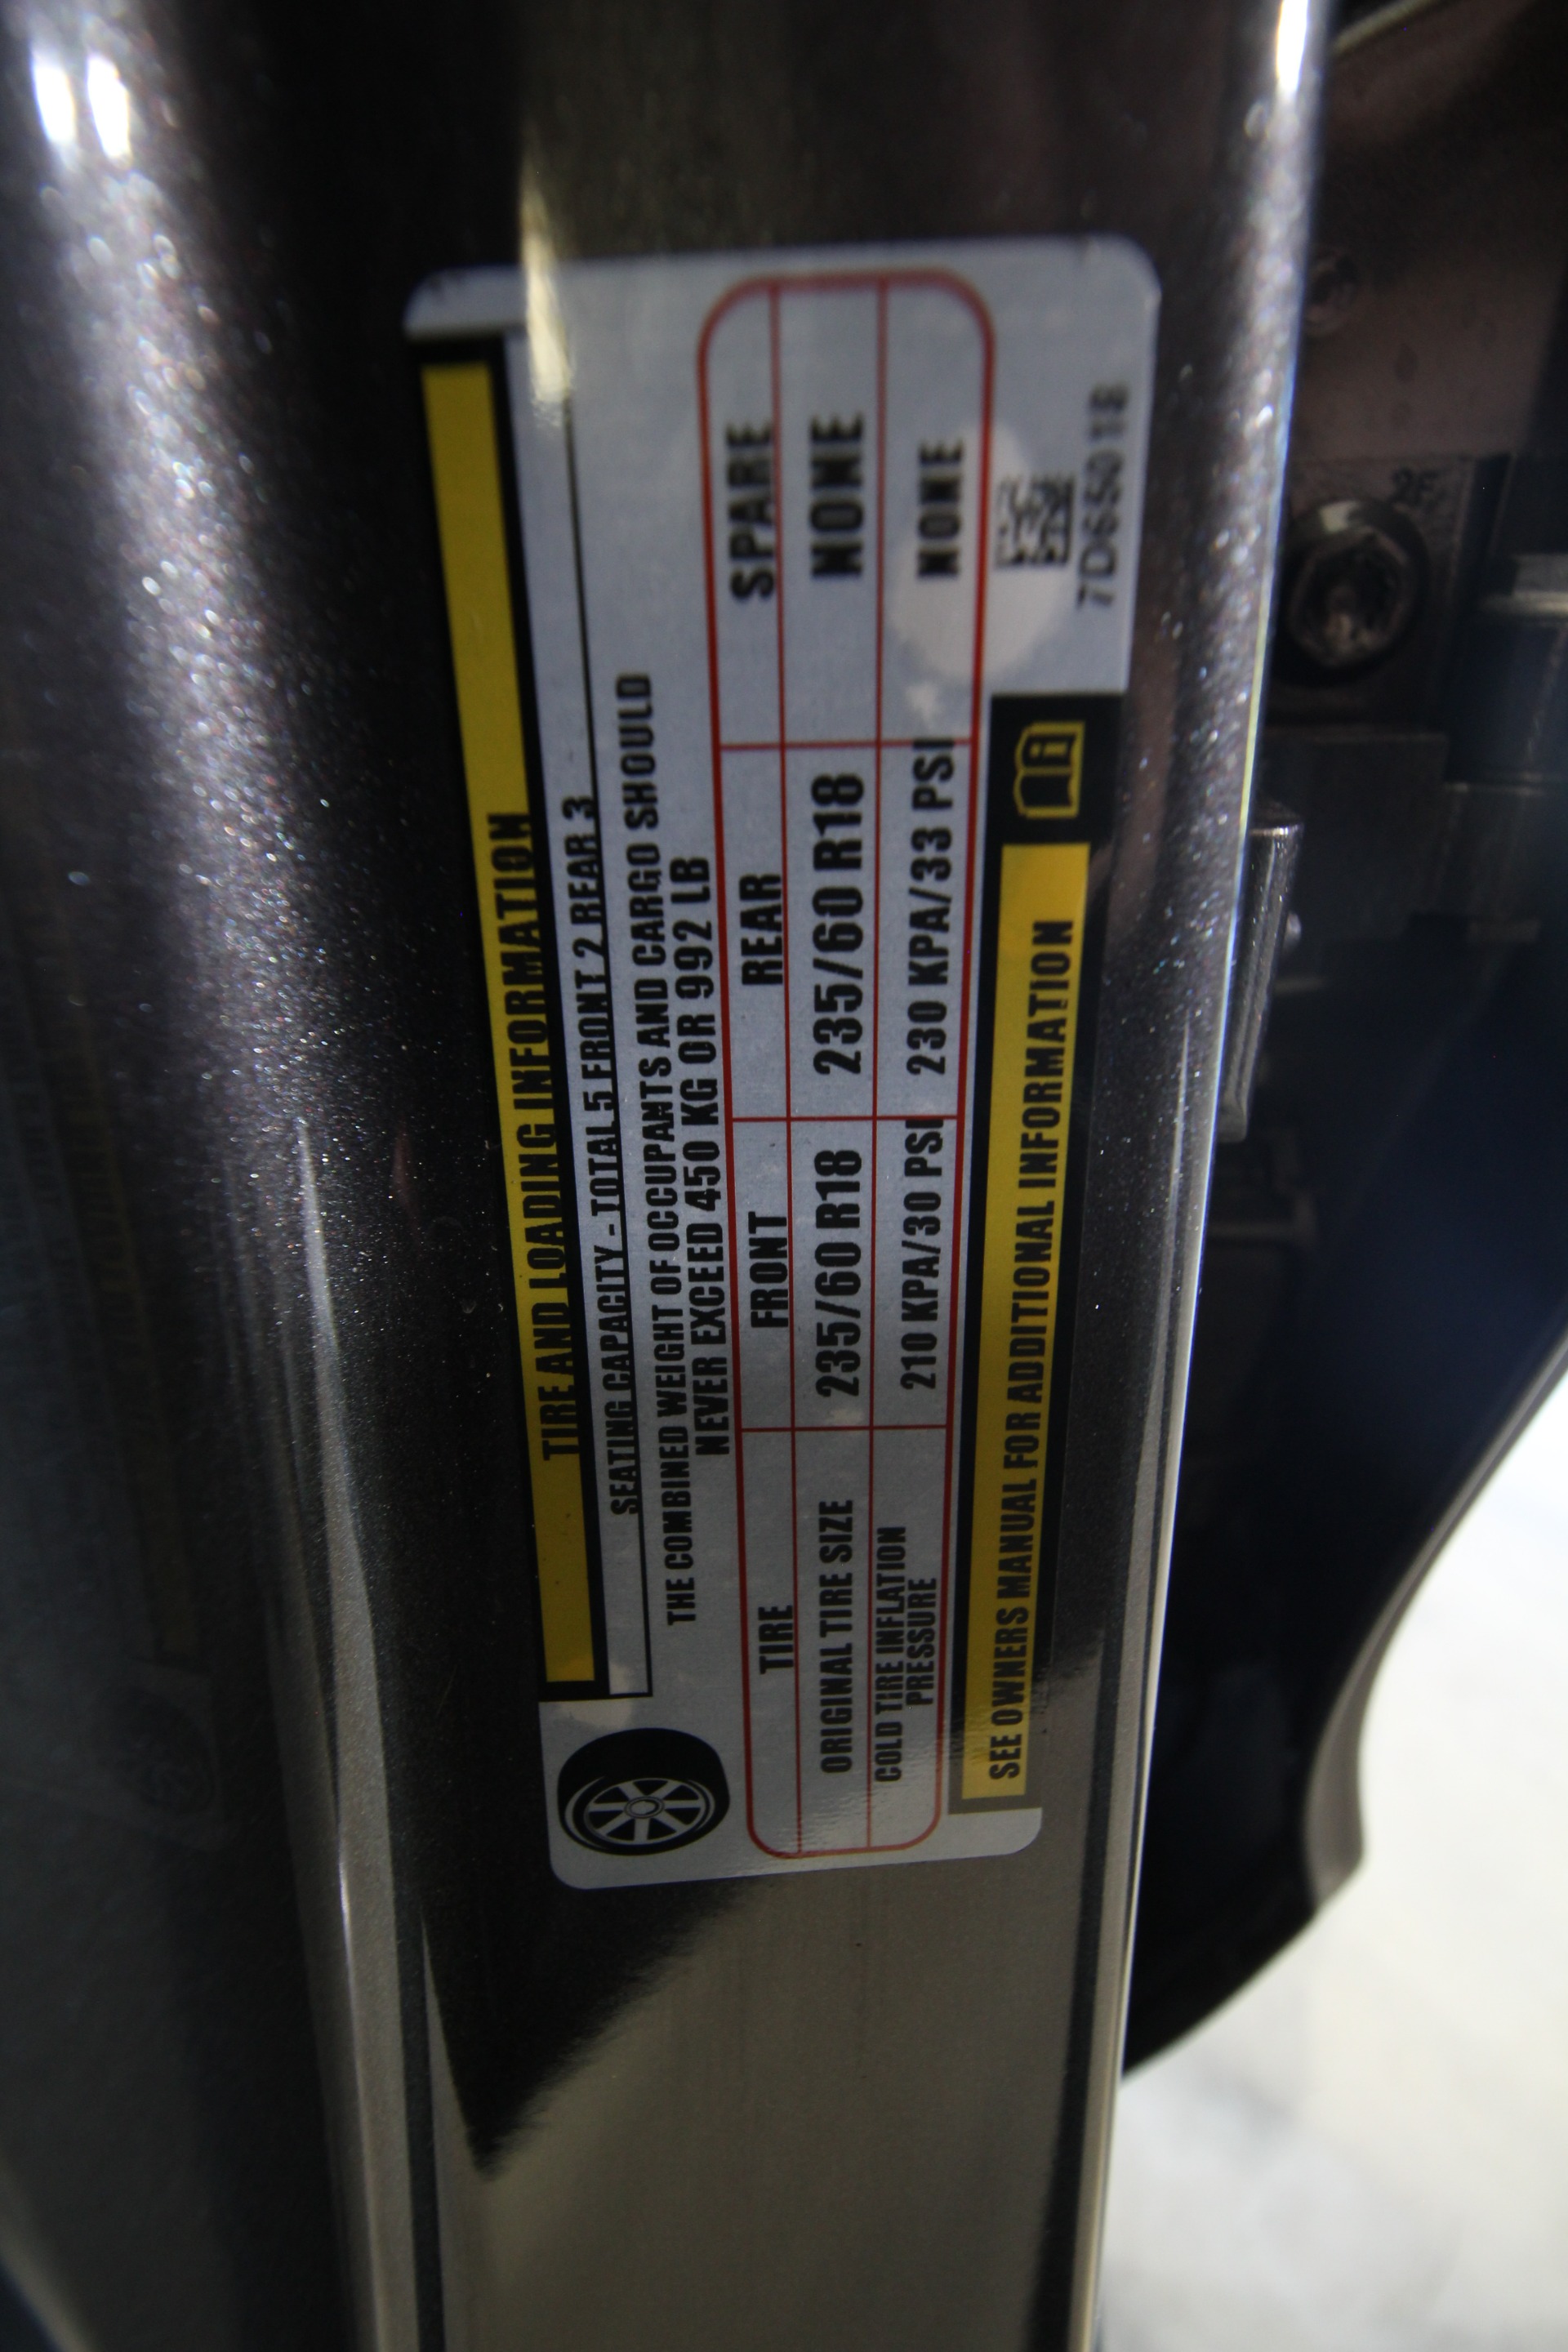 TIRE AND LOADING INFORMATION
SEATING CAPACITY - TOTAL 5 FRONT 2 REAR 3
THE COMBINED WEIGHT OF OCCUPANTS AND CARGO SHOULD
NEVER EXCEED 450 KG OR 992 LB
TIRE FRONT REAR SPARE
ORIGINAL TIRE SIZE 235/60 R18 235/60 R18 NONE
COLD TIRE INFLATION
PRESSURE 210 KPA/30 PSI 230 KPA/33 PSI NONE
SEE OWNERS MANUAL FOR ADDITIONAL INFORMATION
7D655018
2F